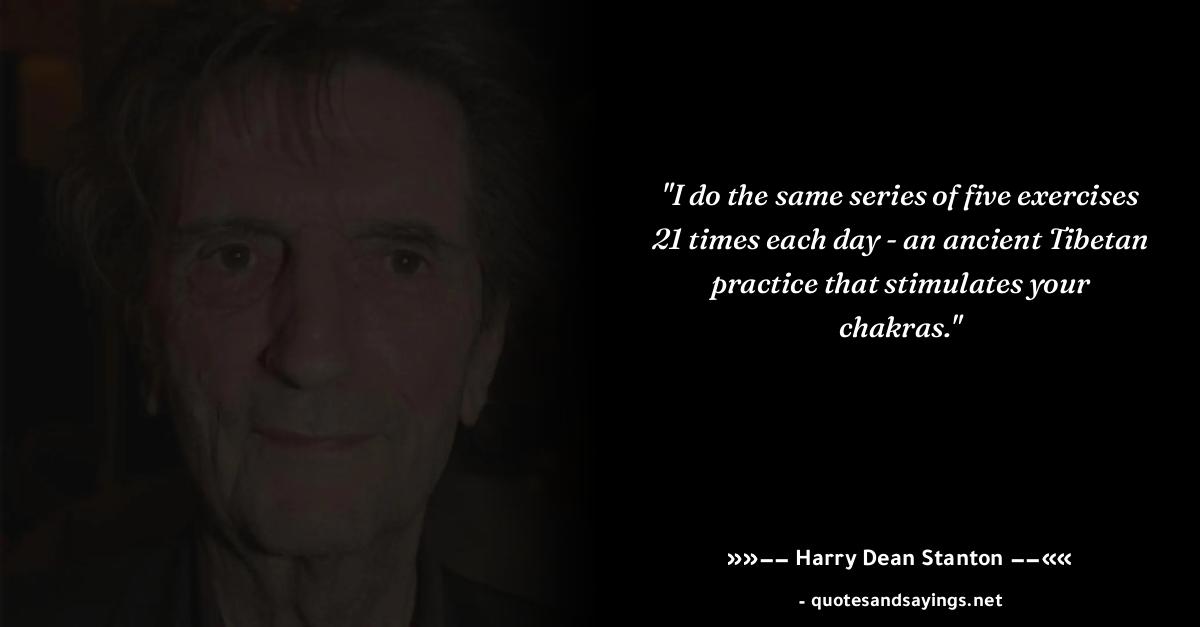 "I do the same series of five exercises
21 times each day - an ancient Tibetan
practice that stimulates your
chakras."
»»−− Harry Dean Stanton −−««
- quotesandsayings.net